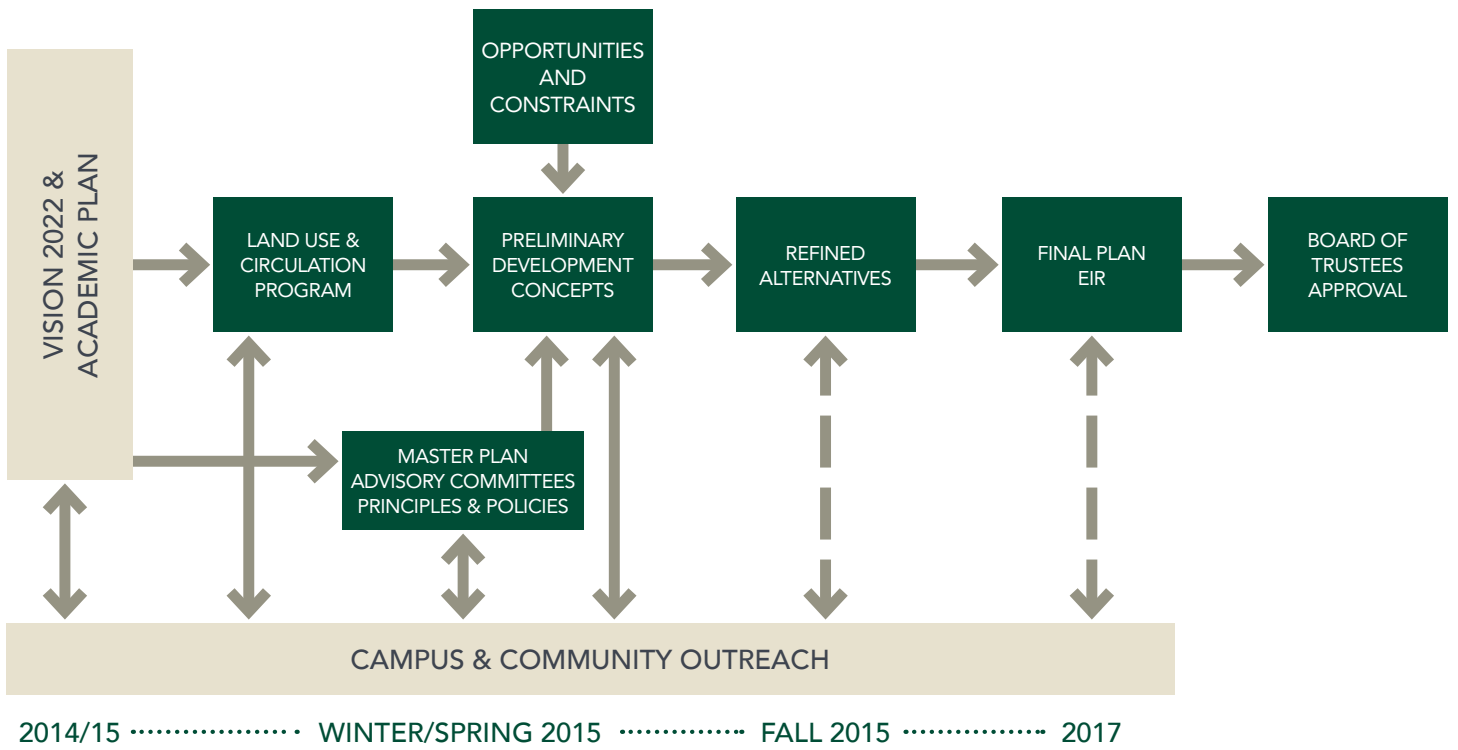 OPPORTUNITIES
AND
CONSTRAINTS
VISION 2022 &
ACADEMIC PLAN
LAND USE &
CIRCULATION
PROGRAM
PRELIMINARY
DEVELOPMENT
CONCEPTS
REFINED
ALTERNATIVES
FINAL PLAN
EIR
BOARD OF
TRUSTEES
APPROVAL
MASTER PLAN
ADVISORY COMMITTEES
PRINCIPLES & POLICIES
CAMPUS & COMMUNITY OUTREACH
2014/15 WINTER/SPRING 2015 FALL 2015 2017